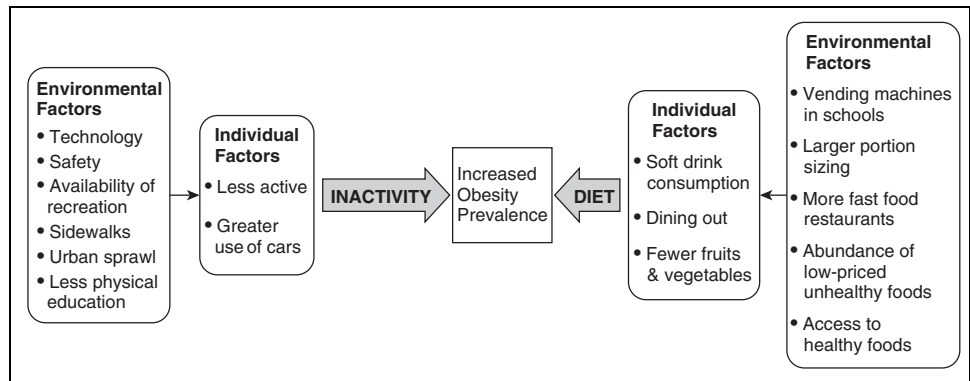 Environmental
Factors
• Technology
• Safety
• Availability of
recreation
• Sidewalks
• Urban sprawl
• Less physical
education
Individual
Factors
• Less active
• Greater
use of cars
INACTIVITY
Increased
Obesity
Prevalence
DIET
Individual
Factors
• Soft drink
consumption
• Dining out
• Fewer fruits
& vegetables
Environmental
Factors
• Vending machines
in schools
• Larger portion
sizing
• More fast food
restaurants
• Abundance of
low-priced
unhealthy foods
• Access to
healthy foods